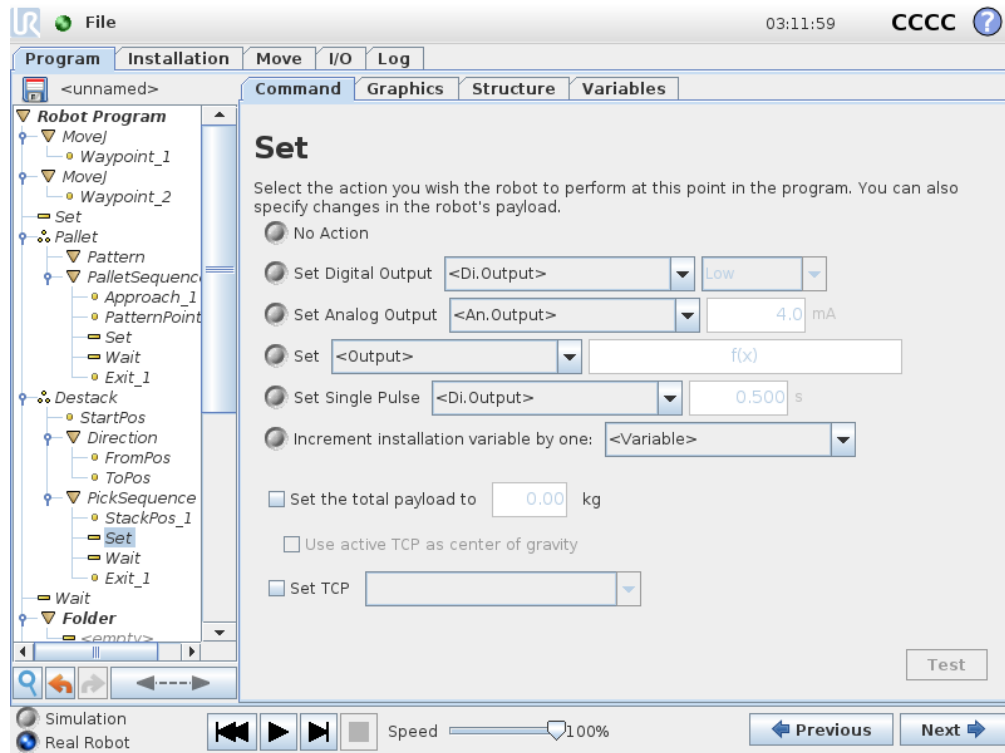 UR File 03:11:59 CCCC ?
Program Installation Move I/O Log
<unnamed> Command Graphics Structure Variables
Robot Program
MoveJ
Waypoint_1
MoveJ
Waypoint_2
Set
Pallet
Pattern
PalletSequenc
Approach_1
PatternPoint
Set
Wait
Exit_1
Destack
StartPos
Direction
FromPos
ToPos
PickSequence
StackPos_1
Set
Wait
Exit_1
Wait
Folder
<empty>
Set
Select the action you wish the robot to perform at this point in the program. You can also
specify changes in the robot's payload.
No Action
Set Digital Output <Di.Output> Low
Set Analog Output <An.Output> 4.0 mA
Set <Output> f(x)
Set Single Pulse <Di.Output> 0.500 s
Increment installation variable by one: <Variable>
Set the total payload to 0.00 kg
Use active TCP as center of gravity
Set TCP
Test
Simulation
Real Robot
Speed 100%
Previous Next